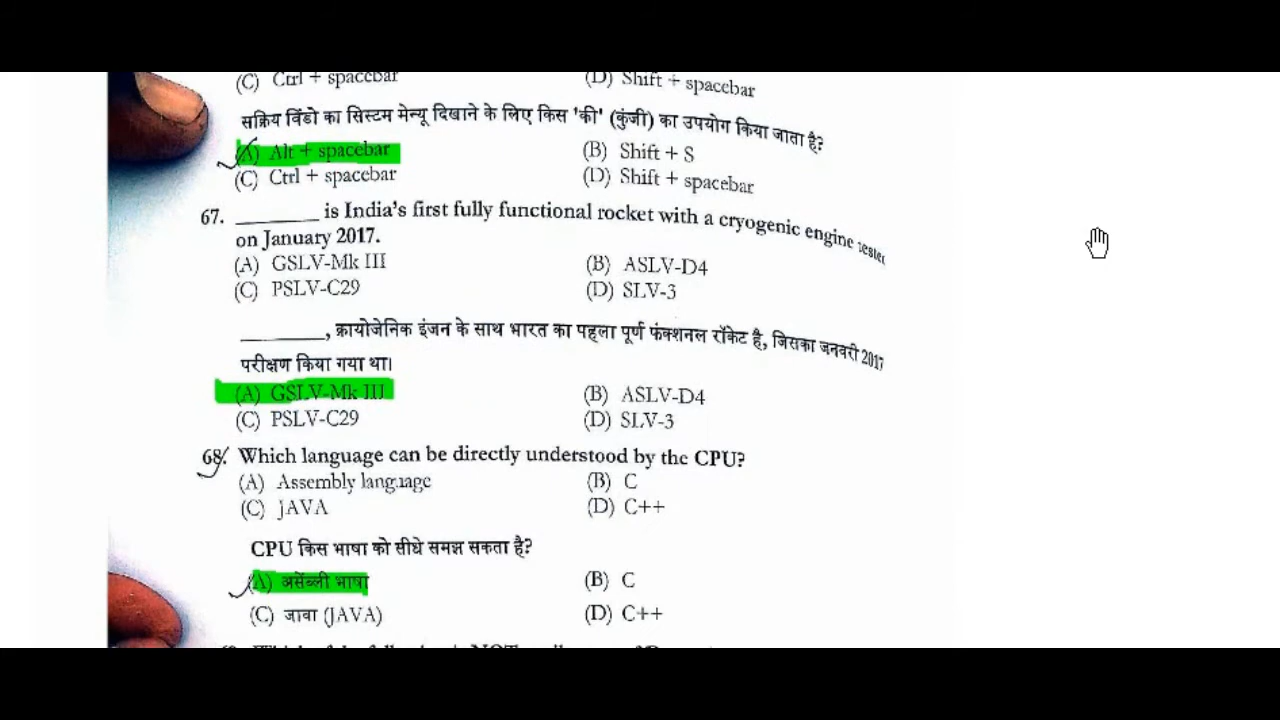 (C) Ctrl + spacebar (D) Shift + spacebar
सक्रिय विंडो का सिस्टम मेन्यू दिखाने के लिए किस 'की' (कुंजी) का उपयोग किया जाता है?
(A) Alt + spacebar (B) Shift + S
(C) Ctrl + spacebar (D) Shift + spacebar
67. ________ is India's first fully functional rocket with a cryogenic engine tested
on January 2017.
(A) GSLV-Mk III (B) ASLV-D4
(C) PSLV-C29 (D) SLV-3
________, क्रायोजेनिक इंजन के साथ भारत का पहला पूर्ण फंक्शनल रॉकेट है, जिसका जनवरी 2017
परीक्षण किया गया था।
(A) GSLV-Mk III (B) ASLV-D4
(C) PSLV-C29 (D) SLV-3
68. Which language can be directly understood by the CPU?
(A) Assembly language (B) C
(C) JAVA (D) C++
CPU किस भाषा को सीधे समझ सकता है?
(A) असेंब्ली भाषा (B) C
(C) जावा (JAVA) (D) C++